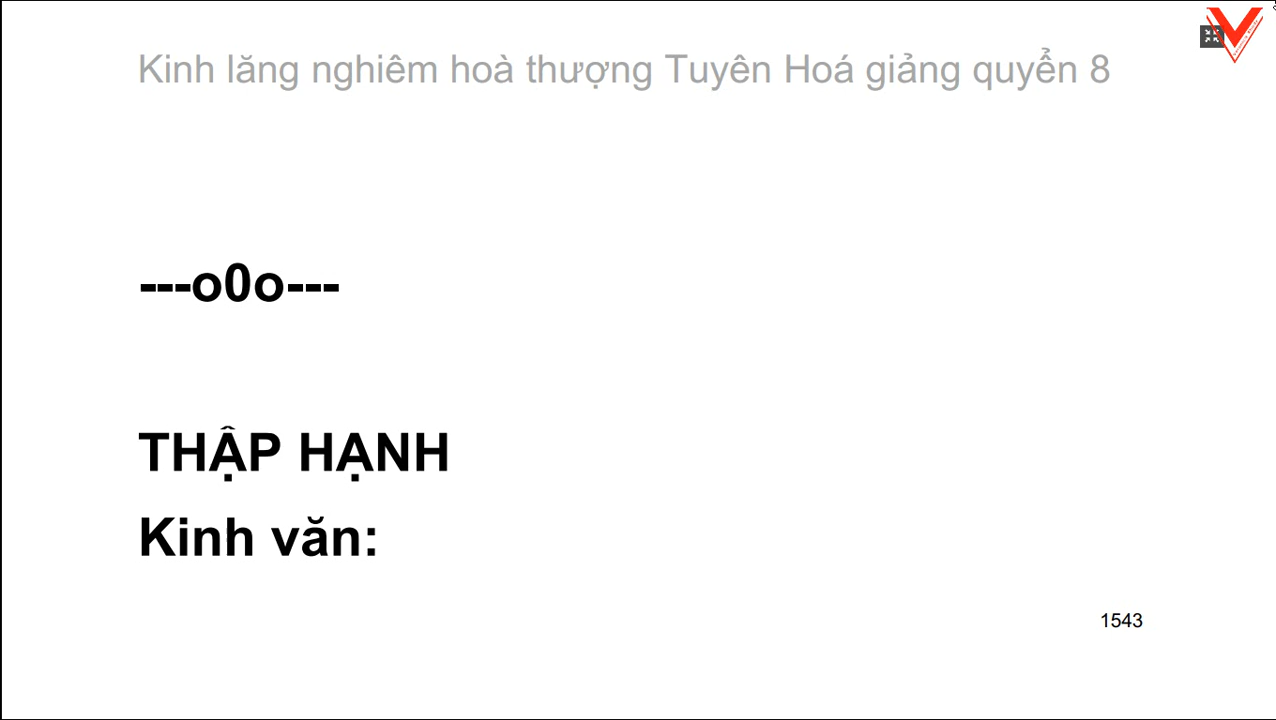 Kinh lăng nghiêm hoà thượng Tuyên Hoá giảng quyển 8
---o0o---
THẬP HẠNH
Kinh văn:
1543